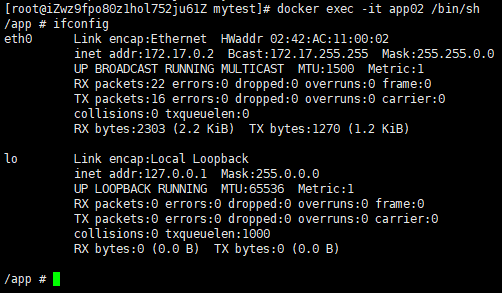 [root@iZwz9fpo80z1hol752ju61Z mytest]# docker exec -it app02 /bin/sh
/app # ifconfig
eth0      Link encap:Ethernet  HWaddr 02:42:AC:11:00:02
          inet addr:172.17.0.2  Bcast:172.17.255.255  Mask:255.255.0.0
          UP BROADCAST RUNNING MULTICAST  MTU:1500  Metric:1
          RX packets:22 errors:0 dropped:0 overruns:0 frame:0
          TX packets:16 errors:0 dropped:0 overruns:0 carrier:0
          collisions:0 txqueuelen:0
          RX bytes:2303 (2.2 KiB)  TX bytes:1270 (1.2 KiB)

lo        Link encap:Local Loopback
          inet addr:127.0.0.1  Mask:255.0.0.0
          UP LOOPBACK RUNNING  MTU:65536  Metric:1
          RX packets:0 errors:0 dropped:0 overruns:0 frame:0
          TX packets:0 errors:0 dropped:0 overruns:0 carrier:0
          collisions:0 txqueuelen:1000
          RX bytes:0 (0.0 B)  TX bytes:0 (0.0 B)

/app #